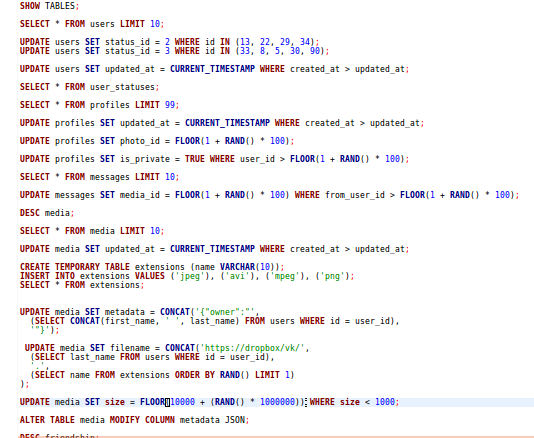 SHOW TABLES;
SELECT * FROM users LIMIT 10;
UPDATE users SET status_id = 2 WHERE id IN (13, 22, 29, 34);
UPDATE users SET status_id = 3 WHERE id IN (33, 8, 5, 30, 90);
UPDATE users SET updated_at = CURRENT_TIMESTAMP WHERE created_at > updated_at;
SELECT * FROM user_statuses;
SELECT * FROM profiles LIMIT 99;
UPDATE profiles SET updated_at = CURRENT_TIMESTAMP WHERE created_at > updated_at;
UPDATE profiles SET photo_id = FLOOR(1 + RAND() * 100);
UPDATE profiles SET is_private = TRUE WHERE user_id > FLOOR(1 + RAND() * 100);
SELECT * FROM messages LIMIT 10;
UPDATE messages SET media_id = FLOOR(1 + RAND() * 100) WHERE from_user_id > FLOOR(1 + RAND() * 100);
DESC media;
SELECT * FROM media LIMIT 10;
UPDATE media SET updated_at = CURRENT_TIMESTAMP WHERE created_at > updated_at;
CREATE TEMPORARY TABLE extensions (name VARCHAR(10));
INSERT INTO extensions VALUES ('jpeg'), ('avi'), ('mpeg'), ('png');
SELECT * FROM extensions;
UPDATE media SET metadata = CONCAT('{"owner":"',
(SELECT CONCAT(first_name, ' ', last_name) FROM users WHERE id = user_id),
'"}');
UPDATE media SET filename = CONCAT('https://dropbox/vk/',
(SELECT last_name FROM users WHERE id = user_id),
'.',
(SELECT name FROM extensions ORDER BY RAND() LIMIT 1)
);
UPDATE media SET size = FLOOR(10000 + (RAND() * 1000000)) WHERE size < 1000;
ALTER TABLE media MODIFY COLUMN metadata JSON;
DESC friendship;